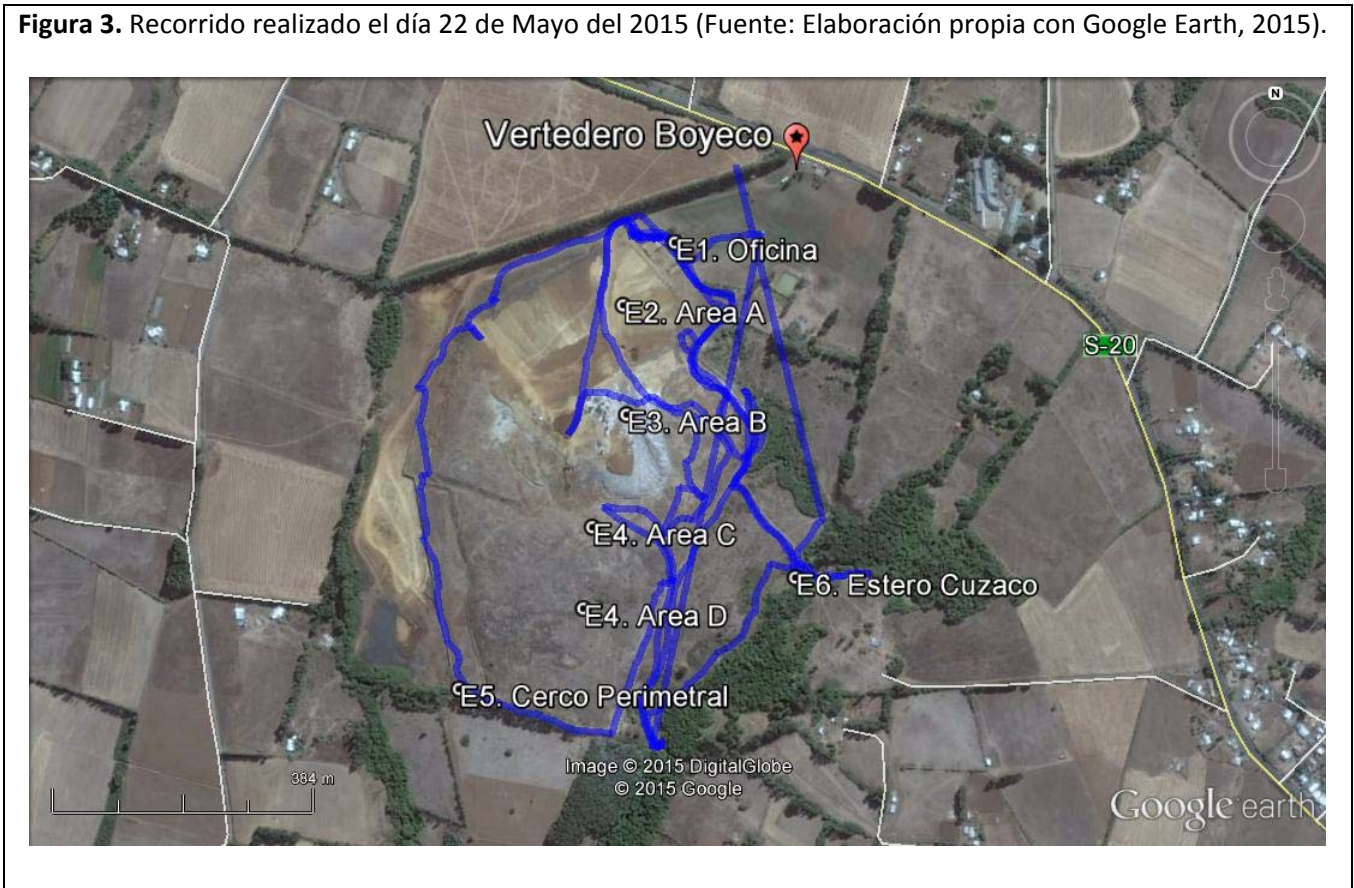 Figura 3. Recorrido realizado el día 22 de Mayo del 2015 (Fuente: Elaboración propia con Google Earth, 2015).
N
Vertedero Boyeco
E1. Oficina
E2. Area A
S-20
E3. Area B
E4. Area C
E6. Estero Cuzaco
E4. Area D
E5. Cerco Perimetral
Image © 2015 DigitalGlobe
© 2015 Google
384 m
Google earth